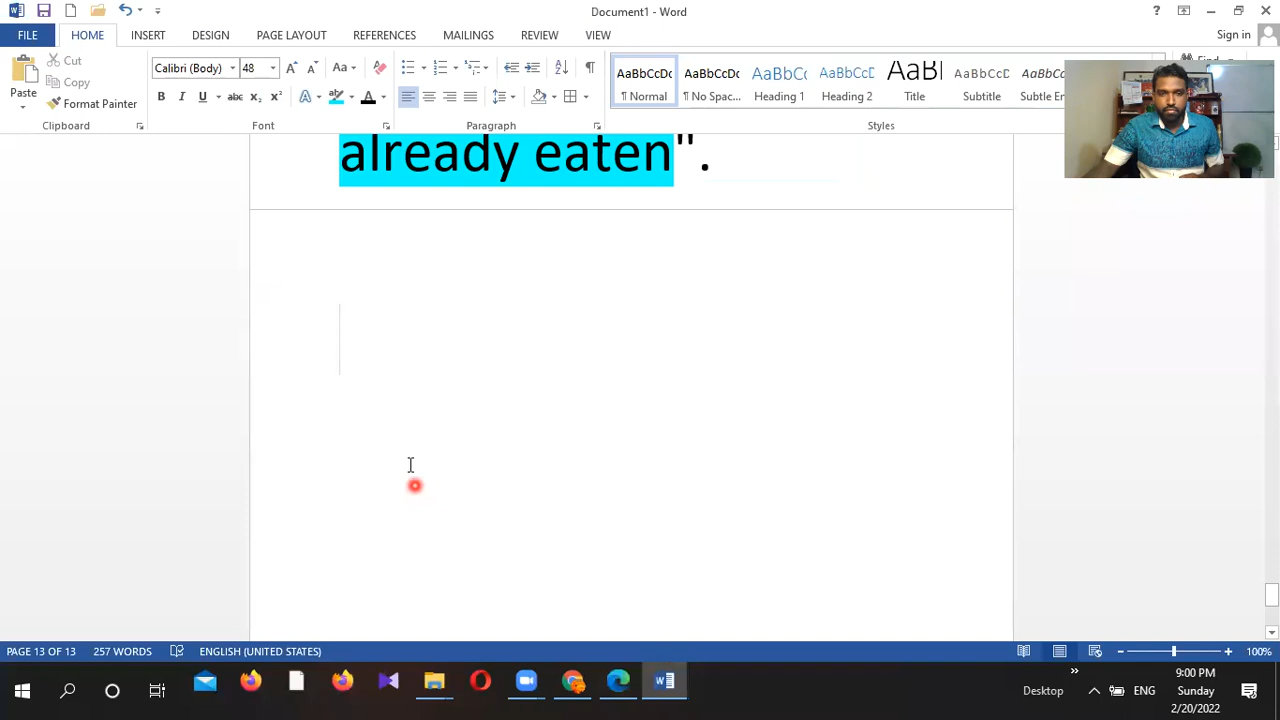 Document1 - Word
?
FILE HOME INSERT DESIGN PAGE LAYOUT REFERENCES MAILINGS REVIEW VIEW Sign in
Paste
Cut
Copy
Format Painter
Clipboard
Calibri (Body) 48
Font
Paragraph
AaBbCcDc AaBbCcDc AaBbCc AaBbCcD AaBl AaBbCcD AaBbCcD
¶ Normal ¶ No Spac... Heading 1 Heading 2 Title Subtitle Subtle Em
Styles
already eaten".
PAGE 13 OF 13 257 WORDS ENGLISH (UNITED STATES) 100%
Desktop ENG
9:00 PM
Sunday
2/20/2022